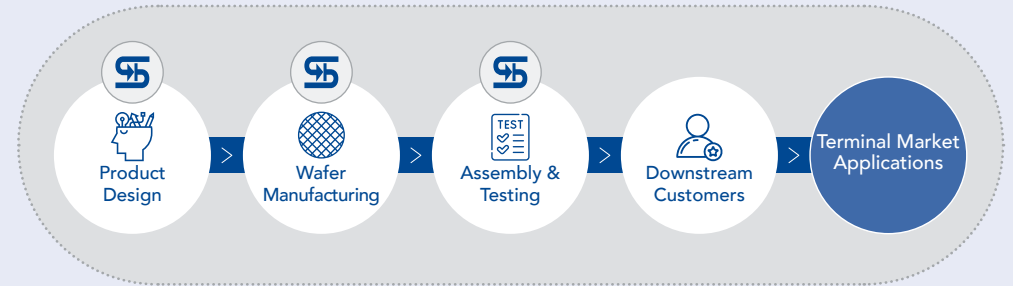 Product
Design
Wafer
Manufacturing
TEST
Assembly &
Testing
Downstream
Customers
Terminal Market
Applications